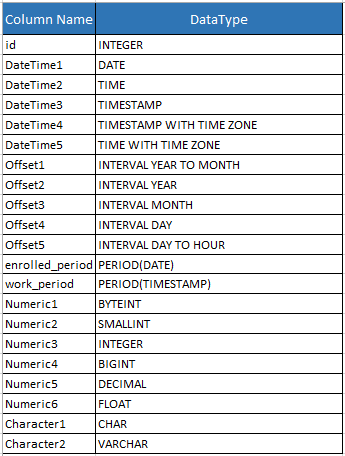 Column Name DataType
id INTEGER
DateTime1 DATE
DateTime2 TIME
DateTime3 TIMESTAMP
DateTime4 TIMESTAMP WITH TIME ZONE
DateTime5 TIME WITH TIME ZONE
Offset1 INTERVAL YEAR TO MONTH
Offset2 INTERVAL YEAR
Offset3 INTERVAL MONTH
Offset4 INTERVAL DAY
Offset5 INTERVAL DAY TO HOUR
enrolled_period PERIOD(DATE)
work_period PERIOD(TIMESTAMP)
Numeric1 BYTEINT
Numeric2 SMALLINT
Numeric3 INTEGER
Numeric4 BIGINT
Numeric5 DECIMAL
Numeric6 FLOAT
Character1 CHAR
Character2 VARCHAR